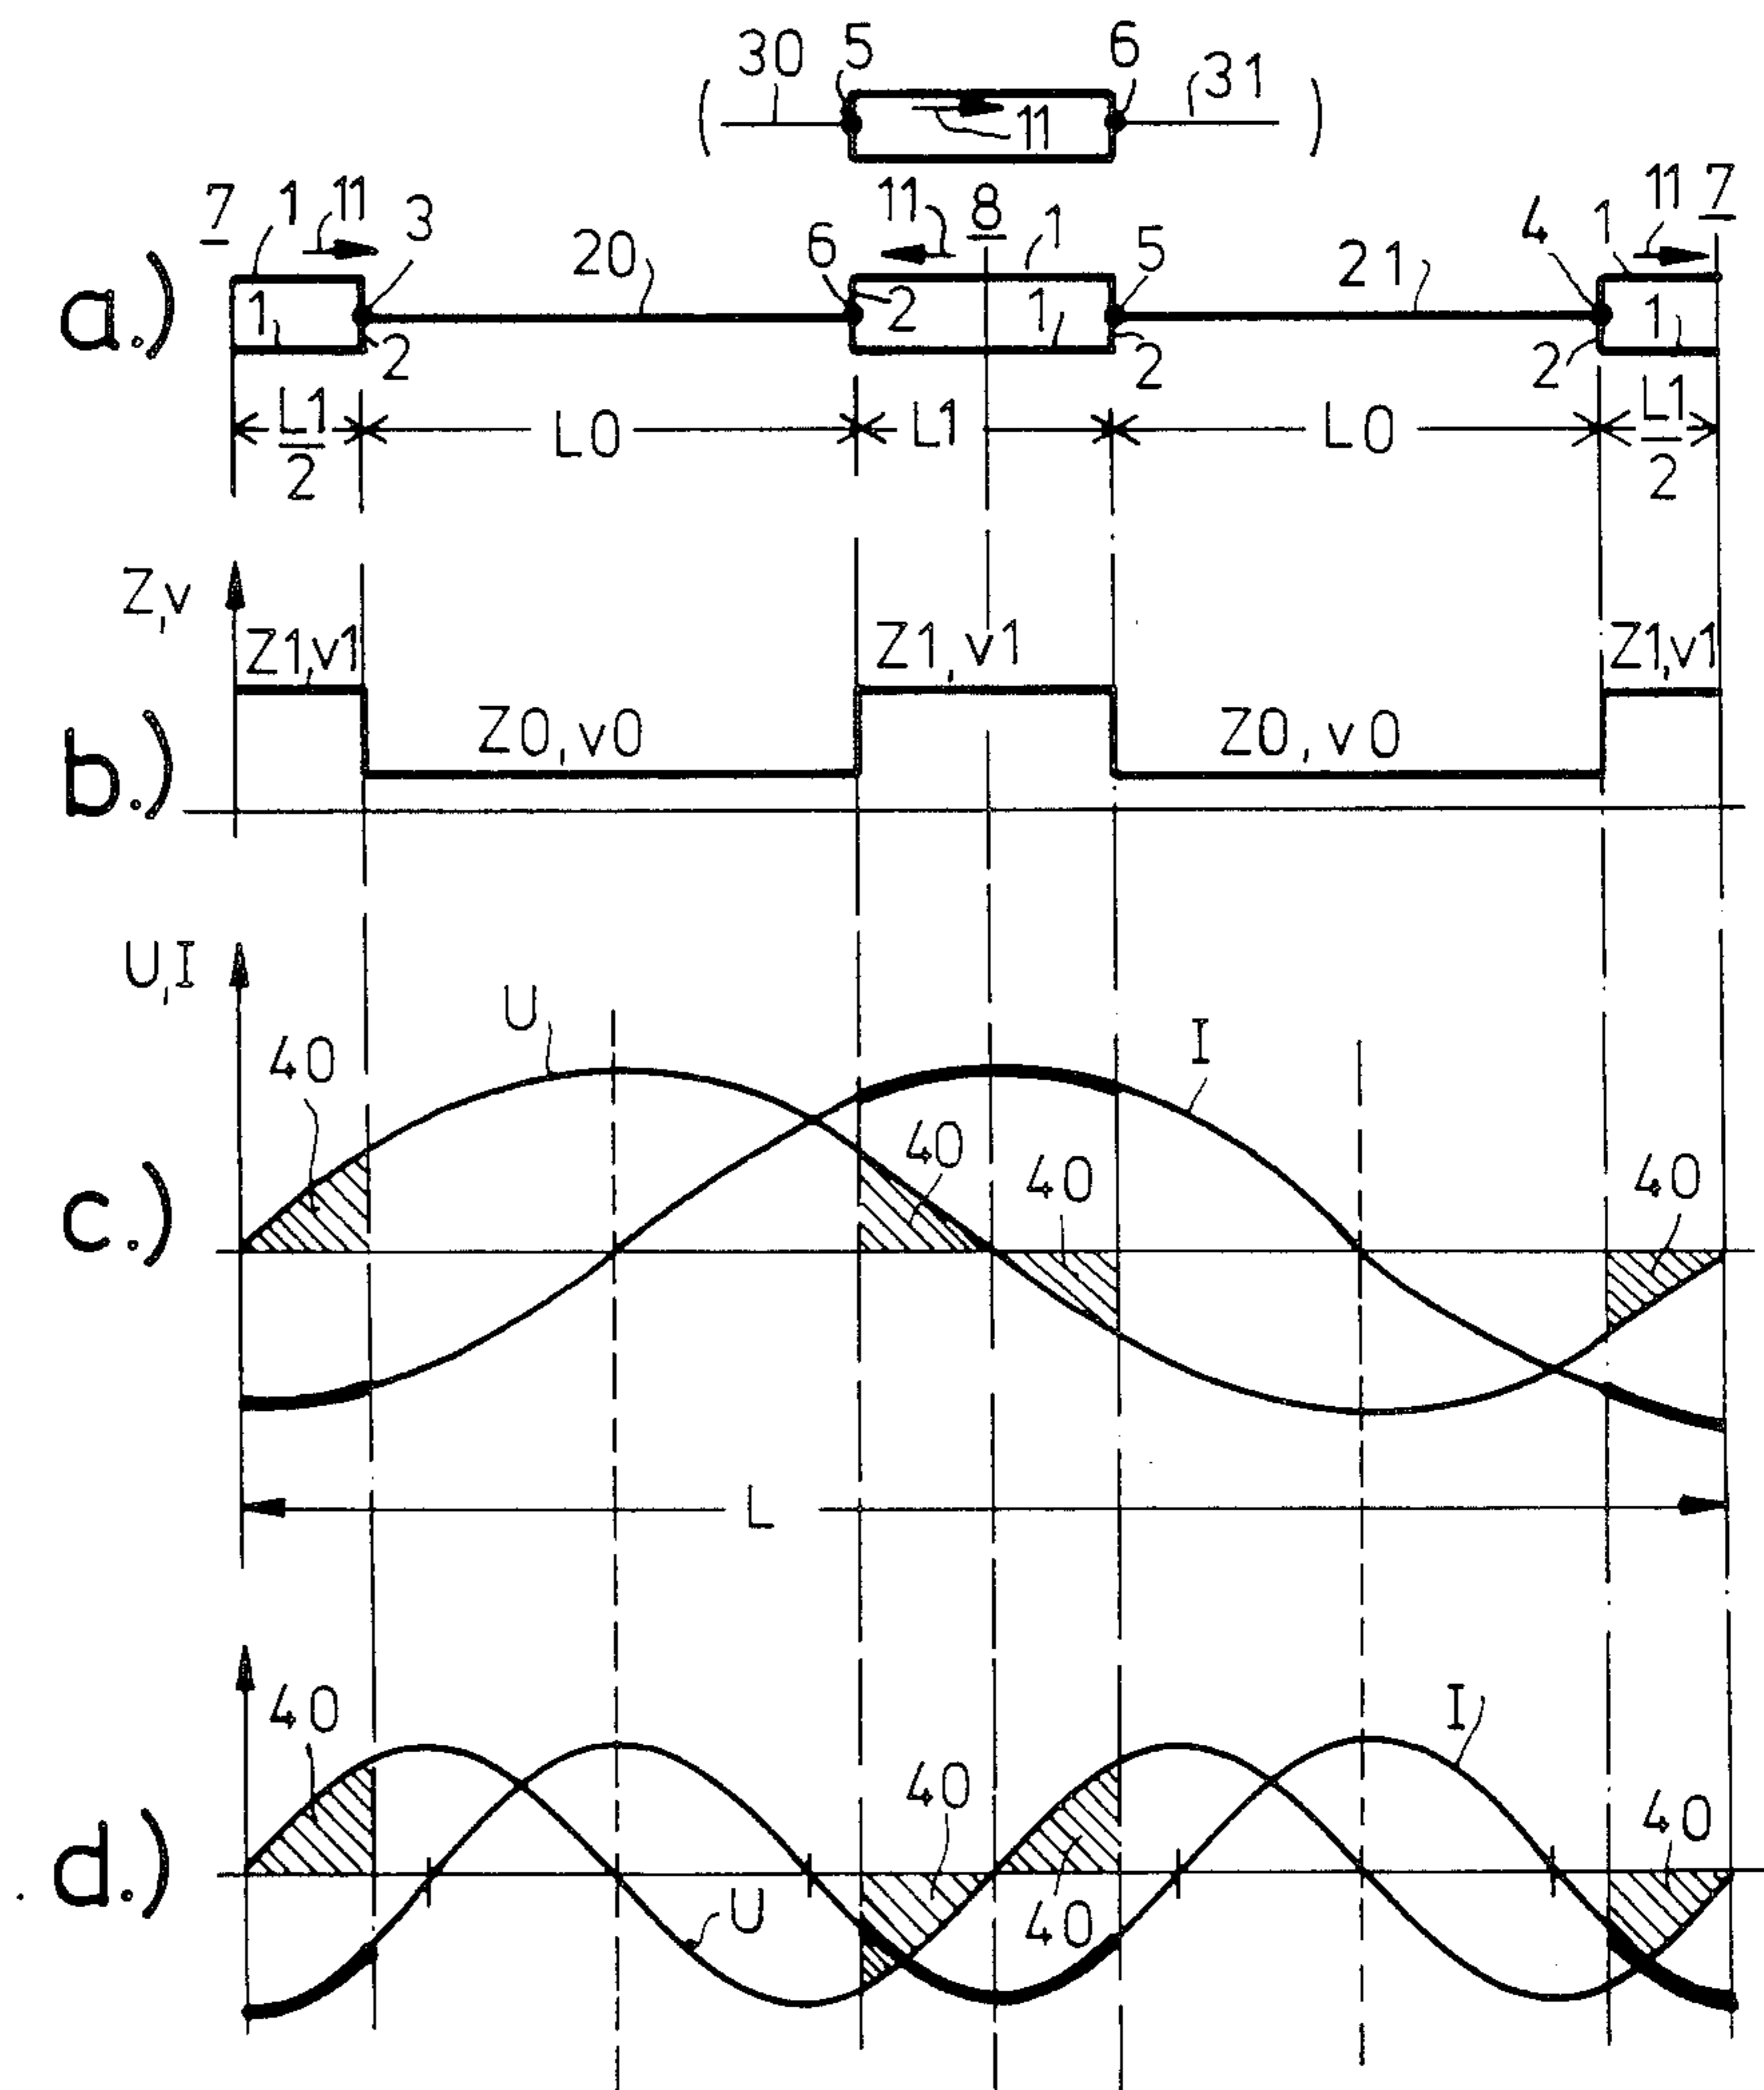 30 5 6 31
( 11 )
7 1 11 3 11 8 1 11 7
6 5 4 1
20 21
a.) 1 2 2 1 2 2 1
L1/2 L0 L1 L0 L1/2
Z,v
Z1,v1 Z1,v1 Z1,v1
b.) Z0,v0 Z0,v0
U,I
U I
40 40 40 40
c.)
L
40 I
40 40
d.) U 40